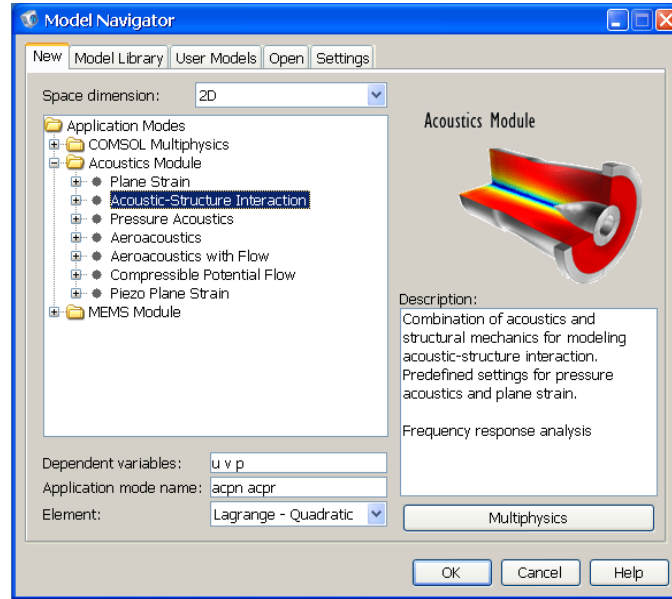 Model Navigator
New Model Library User Models Open Settings
Space dimension: 2D
Application Modes
COMSOL Multiphysics
Acoustics Module
Plane Strain
Acoustic-Structure Interaction
Pressure Acoustics
Aeroacoustics
Aeroacoustics with Flow
Compressible Potential Flow
Piezo Plane Strain
MEMS Module
Dependent variables: u v p
Application mode name: acpn acpr
Element: Lagrange - Quadratic
Acoustics Module
Description:
Combination of acoustics and
structural mechanics for modeling
acoustic-structure interaction.
Predefined settings for pressure
acoustics and plane strain.
Frequency response analysis
Multiphysics
OK Cancel Help